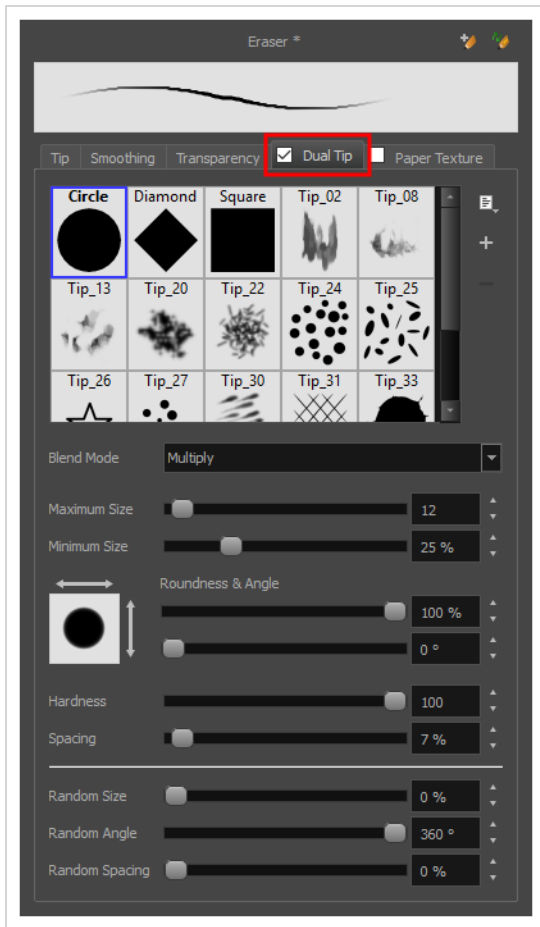 Eraser *
Tip Smoothing Transparency Dual Tip Paper Texture
Circle Diamond Square Tip_02 Tip_08
Tip_13 Tip_20 Tip_22 Tip_24 Tip_25
Tip_26 Tip_27 Tip_30 Tip_31 Tip_33
Blend Mode Multiply
Maximum Size 12
Minimum Size 25 %
Roundness & Angle
100 %
0 °
Hardness 100
Spacing 7 %
Random Size 0 %
Random Angle 360 °
Random Spacing 0 %